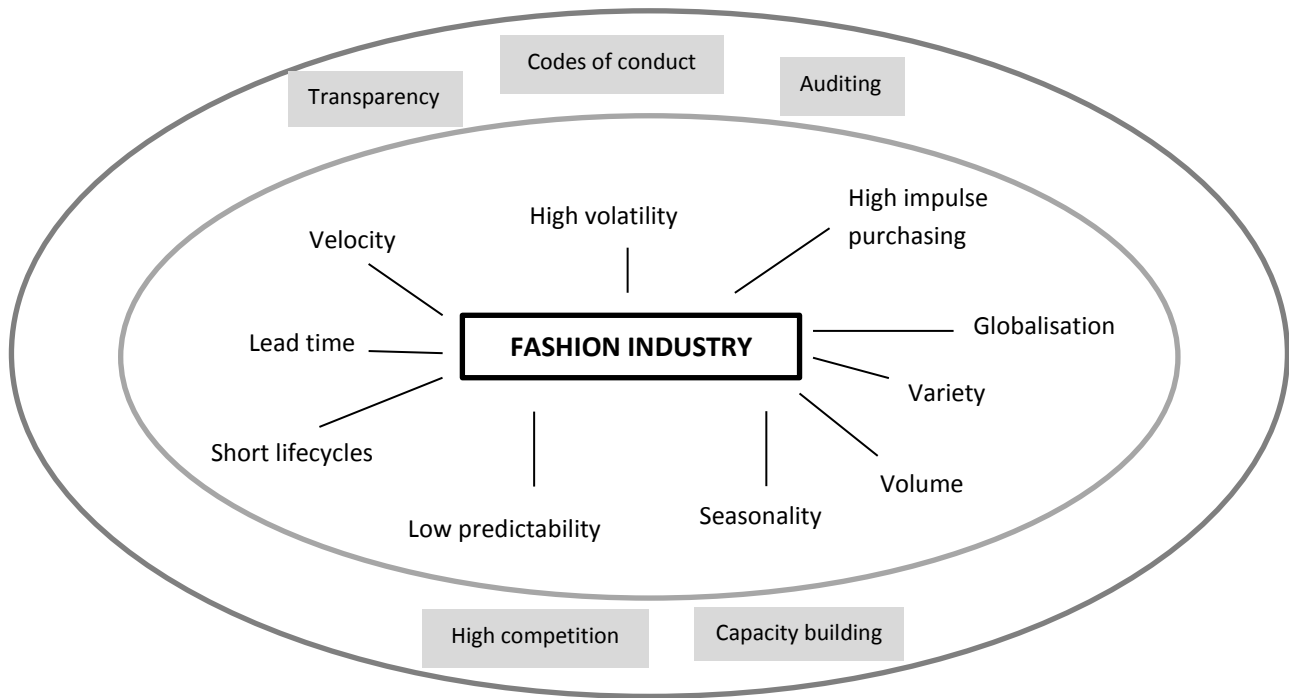 Codes of conduct
Transparency
Auditing
High volatility
High impulse
purchasing
Velocity
Globalisation
Lead time
FASHION INDUSTRY
Variety
Short lifecycles
Volume
Low predictability
Seasonality
High competition
Capacity building